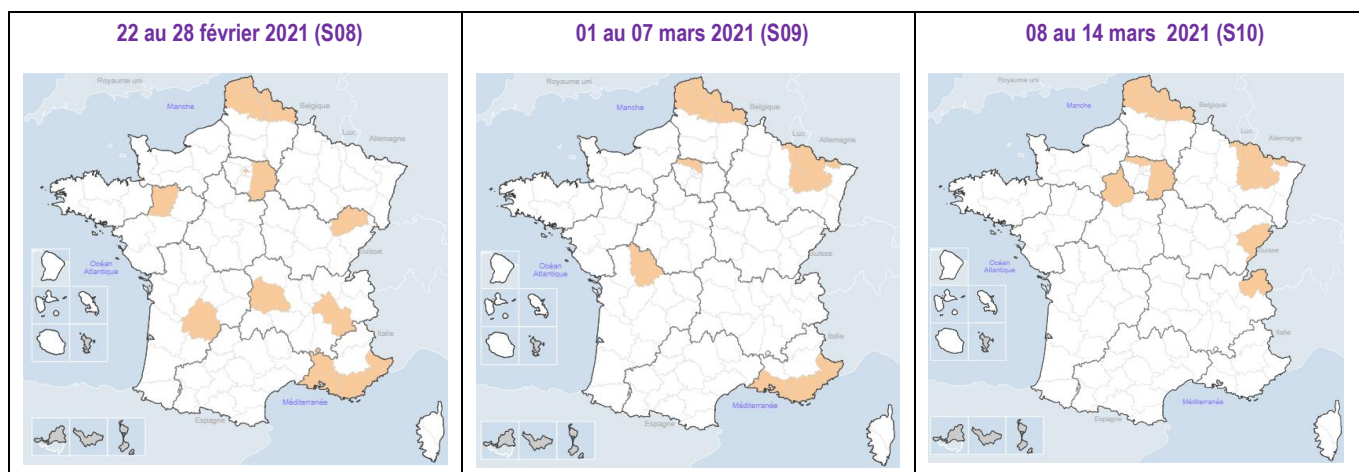 22 au 28 février 2021 (S08)
Royaume uni
Manche
Belgique
Lux.
Allemagne
Suisse
Océan
Atlantique
Italie
Méditerranée
Espagne
01 au 07 mars 2021 (S09)
Royaume uni
Manche
Belgique
Lux.
Allemagne
Suisse
Océan
Atlantique
Italie
Méditerranée
Espagne
08 au 14 mars 2021 (S10)
Royaume uni
Manche
Belgique
Lux.
Allemagne
Suisse
Océan
Atlantique
Italie
Méditerranée
Espagne